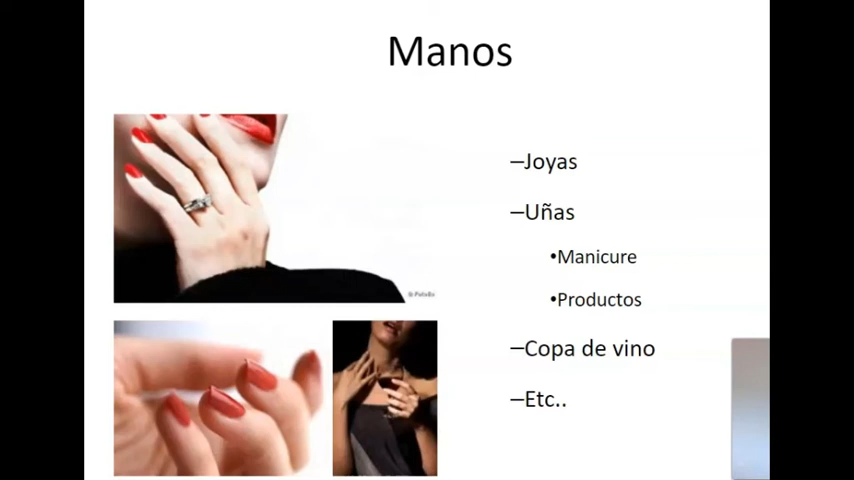 Manos
–Joyas
–Uñas
•Manicure
•Productos
–Copa de vino
–Etc..